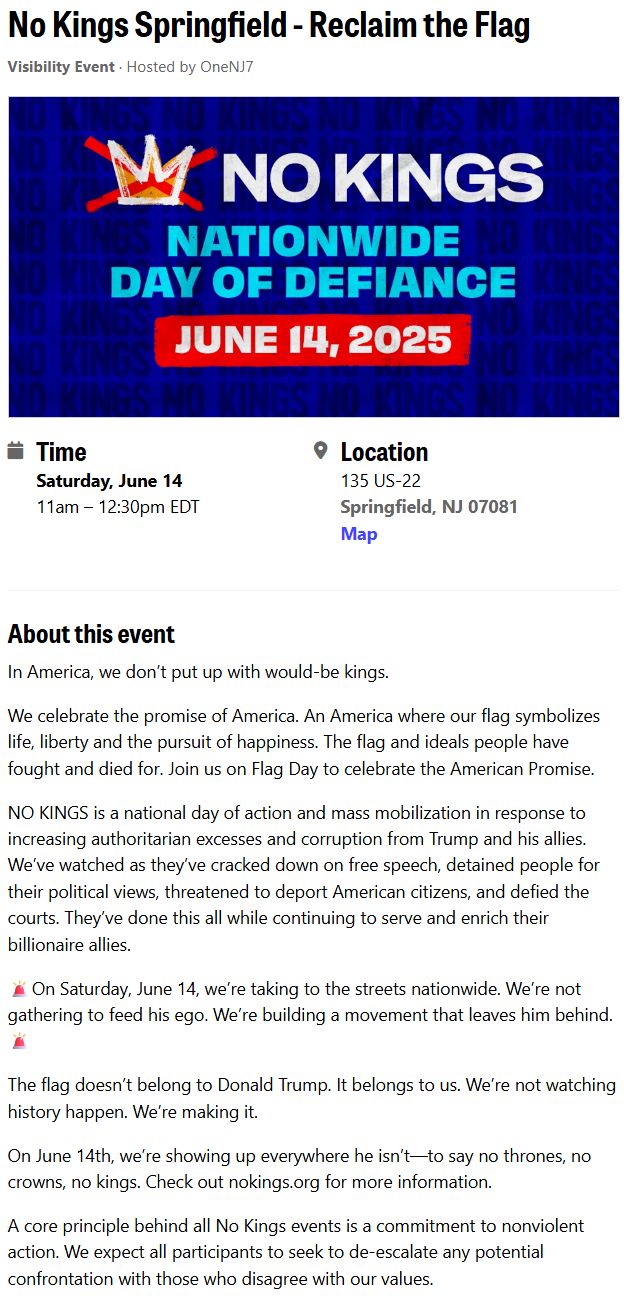 No Kings Springfield - Reclaim the Flag
Visibility Event · Hosted by OneNJ7
NO KINGS
NATIONWIDE
DAY OF DEFIANCE
JUNE 14, 2025
Time
Saturday, June 14
11am – 12:30pm EDT
Location
135 US-22
Springfield, NJ 07081
Map
About this event
In America, we don’t put up with would-be kings.
We celebrate the promise of America. An America where our flag symbolizes
life, liberty and the pursuit of happiness. The flag and ideals people have
fought and died for. Join us on Flag Day to celebrate the American Promise.
NO KINGS is a national day of action and mass mobilization in response to
increasing authoritarian excesses and corruption from Trump and his allies.
We’ve watched as they’ve cracked down on free speech, detained people for
their political views, threatened to deport American citizens, and defied the
courts. They’ve done this all while continuing to serve and enrich their
billionaire allies.
🚨 On Saturday, June 14, we’re taking to the streets nationwide. We’re not
gathering to feed his ego. We’re building a movement that leaves him behind.
🚨
The flag doesn’t belong to Donald Trump. It belongs to us. We’re not watching
history happen. We’re making it.
On June 14th, we’re showing up everywhere he isn’t—to say no thrones, no
crowns, no kings. Check out nokings.org for more information.
A core principle behind all No Kings events is a commitment to nonviolent
action. We expect all participants to seek to de-escalate any potential
confrontation with those who disagree with our values.